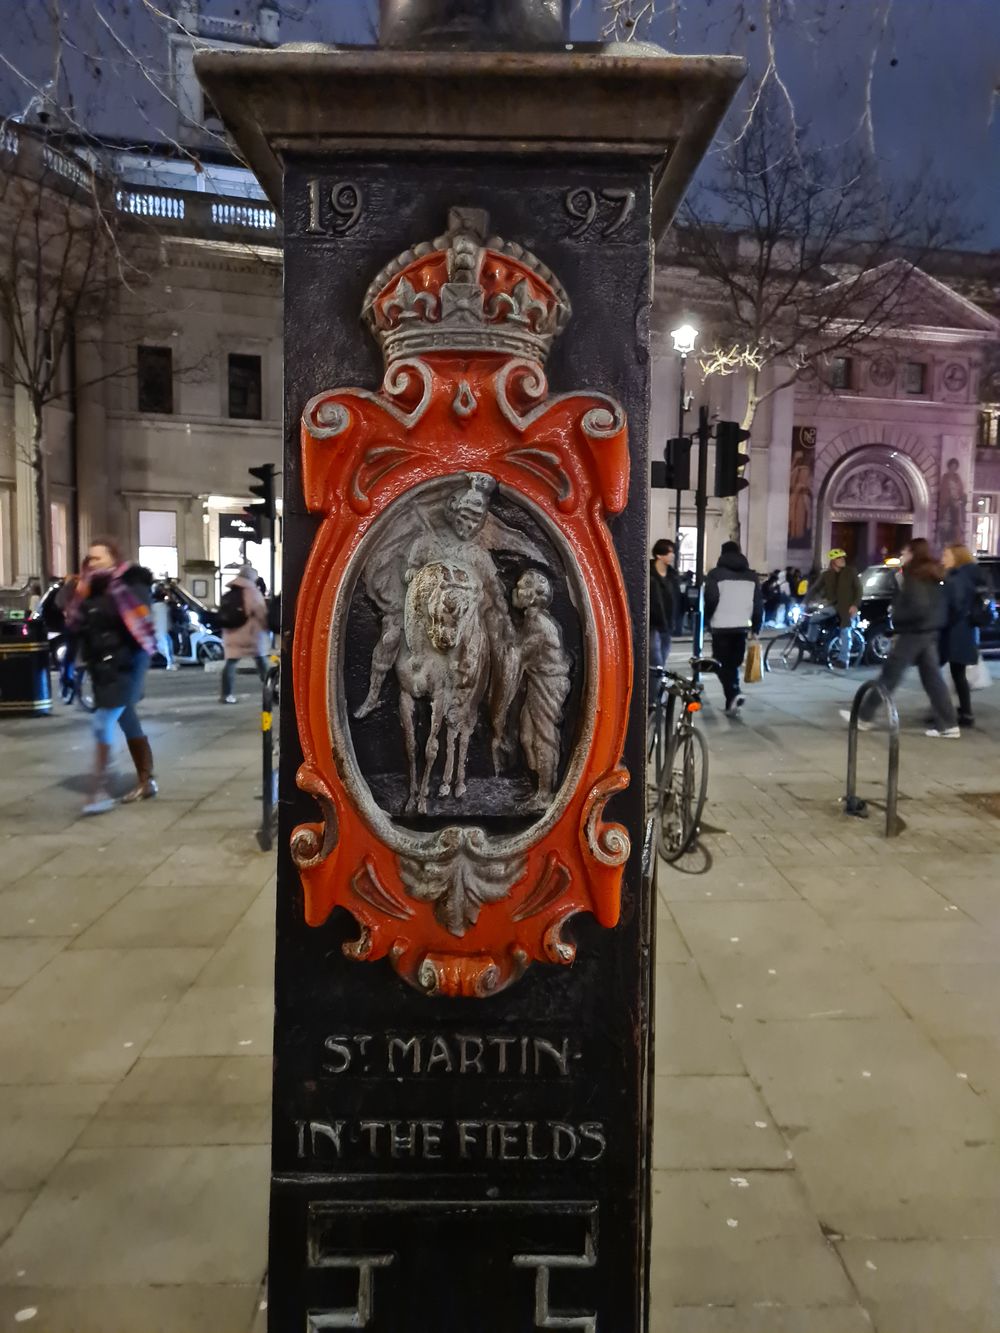 19 97
ST. MARTIN-
IN THE FIELDS